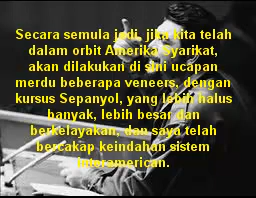 Secara semula jadi, jika kita telah
dalam orbit Amerika Syarikat,
akan dilakukan di sini ucapan
merdu beberapa veneers, dengan
kursus Sepanyol, yang lebih halus
banyak, lebih besar dan
berkelayakan, dan saya telah
bercakap keindahan sistem
Interamerican.